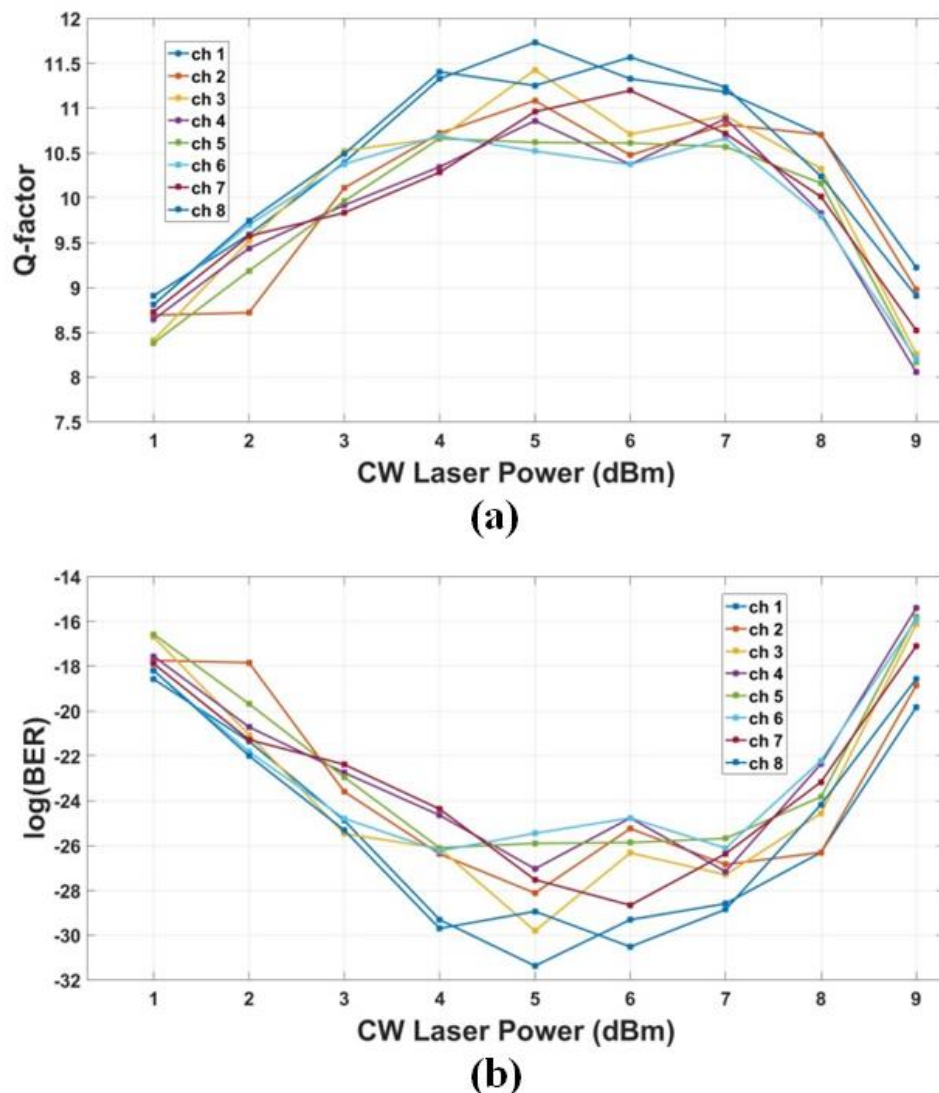 12
11.5
11
10.5
10
9.5
9
8.5
8
7.5
Q-factor
ch 1
ch 2
ch 3
ch 4
ch 5
ch 6
ch 7
ch 8
1 2 3 4 5 6 7 8 9
CW Laser Power (dBm)
(a)
-14
-16
-18
-20
-22
-24
-26
-28
-30
-32
log(BER)
ch 1
ch 2
ch 3
ch 4
ch 5
ch 6
ch 7
ch 8
1 2 3 4 5 6 7 8 9
CW Laser Power (dBm)
(b)